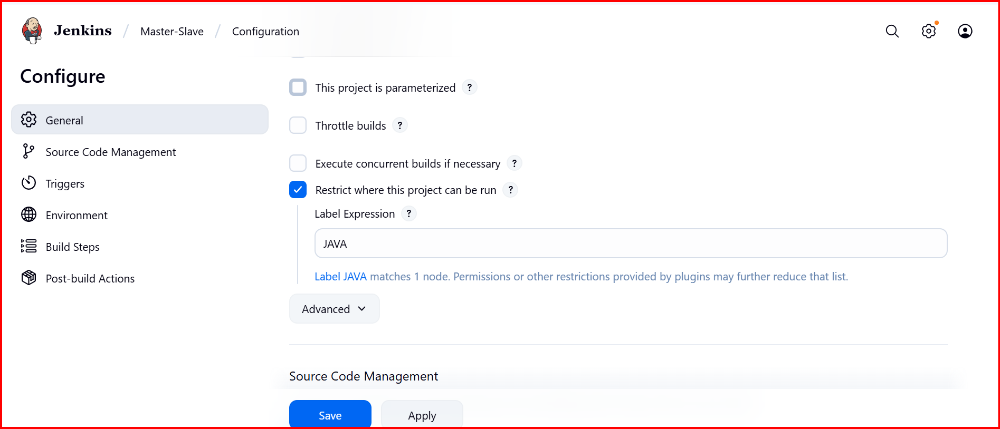 Jenkins / Master-Slave / Configuration
Configure
General
Source Code Management
Triggers
Environment
Build Steps
Post-build Actions
This project is parameterized ?
Throttle builds ?
Execute concurrent builds if necessary ?
Restrict where this project can be run ?
Label Expression ?
JAVA
Label JAVA matches 1 node. Permissions or other restrictions provided by plugins may further reduce that list.
Advanced
Source Code Management
Save Apply